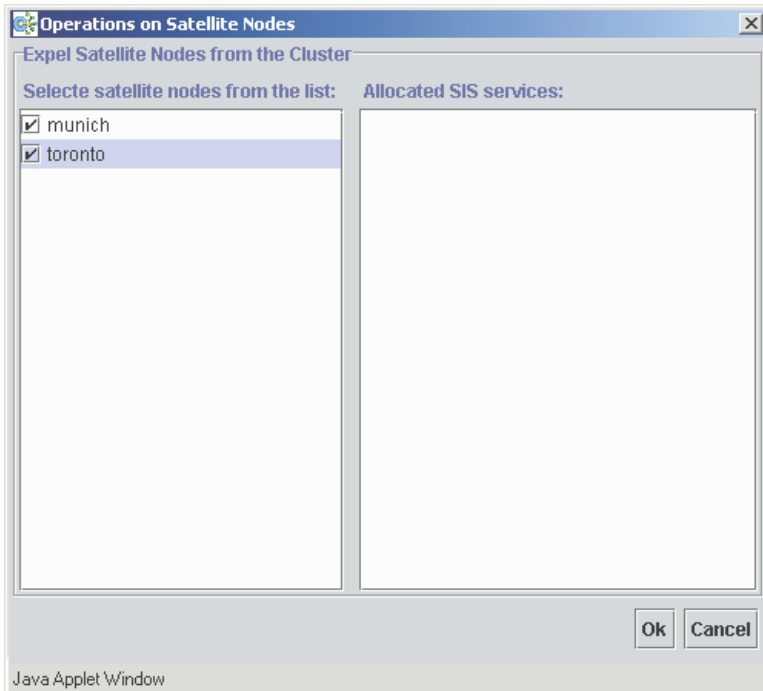 Operations on Satellite Nodes
Expel Satellite Nodes from the Cluster
Selecte satellite nodes from the list:
Allocated SIS services:
munich
toronto
Ok
Cancel
Java Applet Window